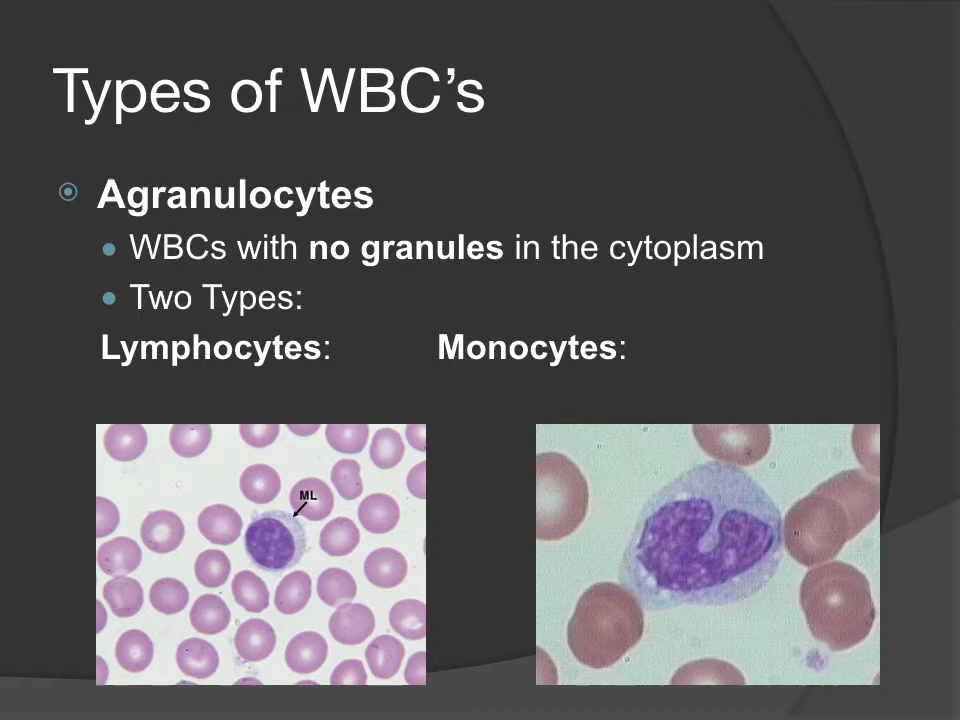 Types of WBC’s
Agranulocytes
WBCs with no granules in the cytoplasm
Two Types:
Lymphocytes: Monocytes:
ML